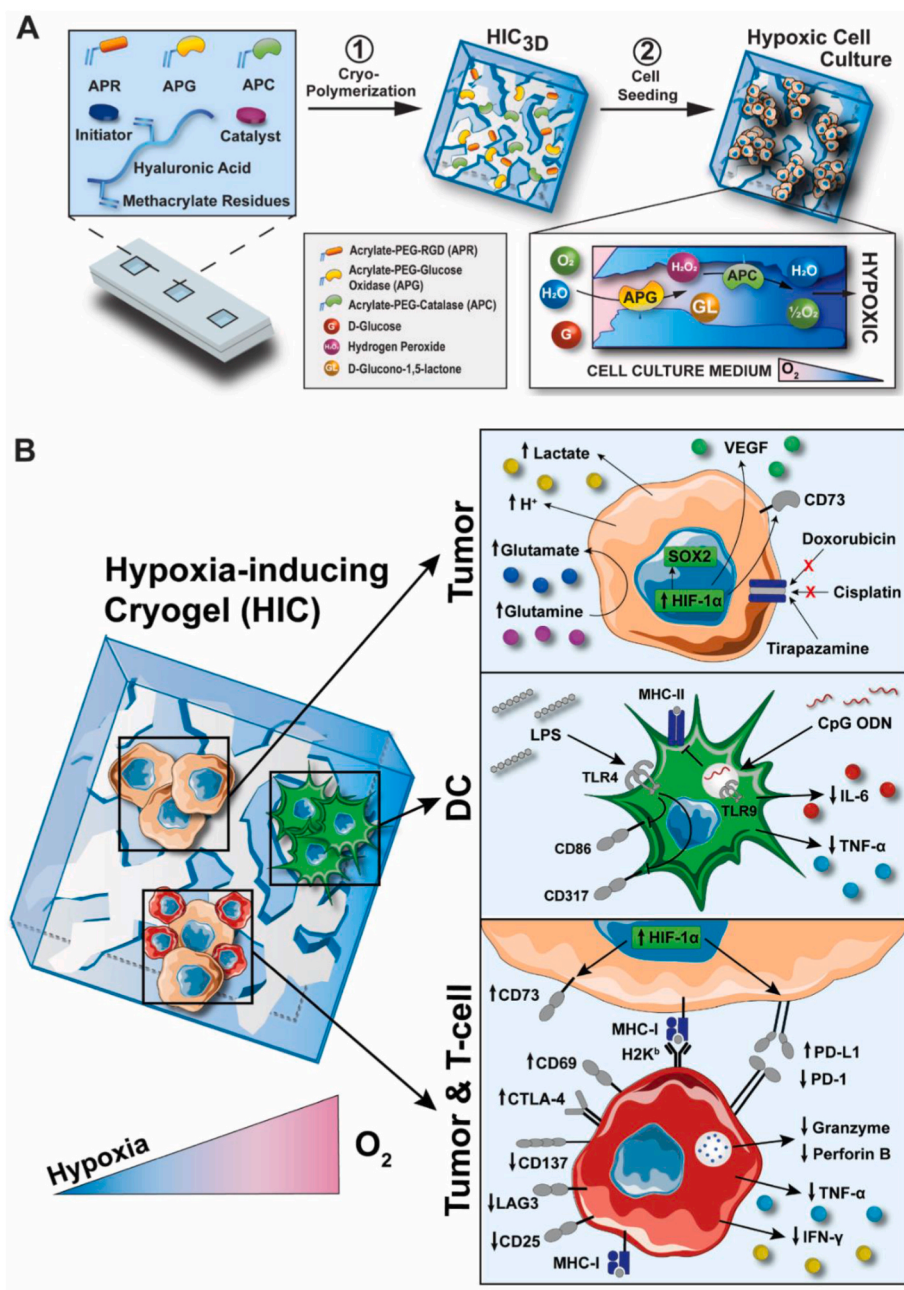 A
APR
APG
APC
Initiator
Catalyst
Hyaluronic Acid
Methacrylate Residues
①
Cryo-
Polymerization
HIC3D
②
Cell
Seeding
Hypoxic Cell
Culture
Acrylate-PEG-RGD (APR)
Acrylate-PEG-Glucose
Oxidase (APG)
Acrylate-PEG-Catalase (APC)
G
D-Glucose
H₂O₂
Hydrogen Peroxide
GL
D-Glucono-1,5-lactone
O₂
H₂O
G
APG
H₂O₂
GL
APC
H₂O
½O₂
HYPOXIC
CELL CULTURE MEDIUM
O₂
B
Hypoxia-inducing
Cryogel (HIC)
Hypoxia
O₂
Tumor
↑ Lactate
↑ H⁺
↑Glutamate
↑Glutamine
VEGF
CD73
SOX2
↑ HIF-1α
Doxorubicin
X
Cisplatin
X
Tirapazamine
DC
MHC-II
LPS
TLR4
CpG ODN
TLR9
↓ IL-6
↓ TNF-α
CD86
CD317
Tumor & T-cell
↑ HIF-1α
↑CD73
MHC-I
H2Kᵇ
↑CD69
↑CTLA-4
↓CD137
↓LAG3
↓CD25
MHC-I
↑PD-L1
↓PD-1
↓ Granzyme
↓ Perforin B
↓TNF-α
↓IFN-γ